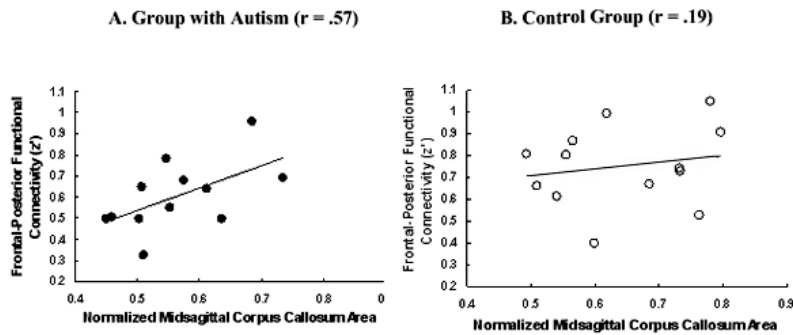 A. Group with Autism (r = .57)
B. Control Group (r = .19)
Frontal-Posterior Functional
Connectivity (z')
1.1
1
0.9
0.8
0.7
0.6
0.5
0.4
0.3
0.2
0.4 0.5 0.6 0.7 0.8 0
Normalized Midsagittal Corpus Callosum Area
Frontal-Posterior Functional
Connectivity (z')
1.1
1
0.9
0.8
0.7
0.6
0.5
0.4
0.3
0.2
0.4 0.5 0.6 0.7 0.8 0.9
Normalized Midsagittal Corpus Callosum Area